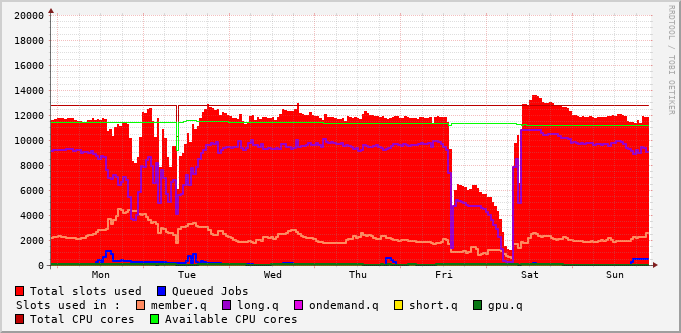 20000
18000
16000
14000
12000
10000
8000
6000
4000
2000
0
Mon Tue Wed Thu Fri Sat Sun
RRDTOOL / TOBI OETIKER
Total slots used Queued Jobs
Slots used in : member.q long.q ondemand.q short.q gpu.q
Total CPU cores Available CPU cores